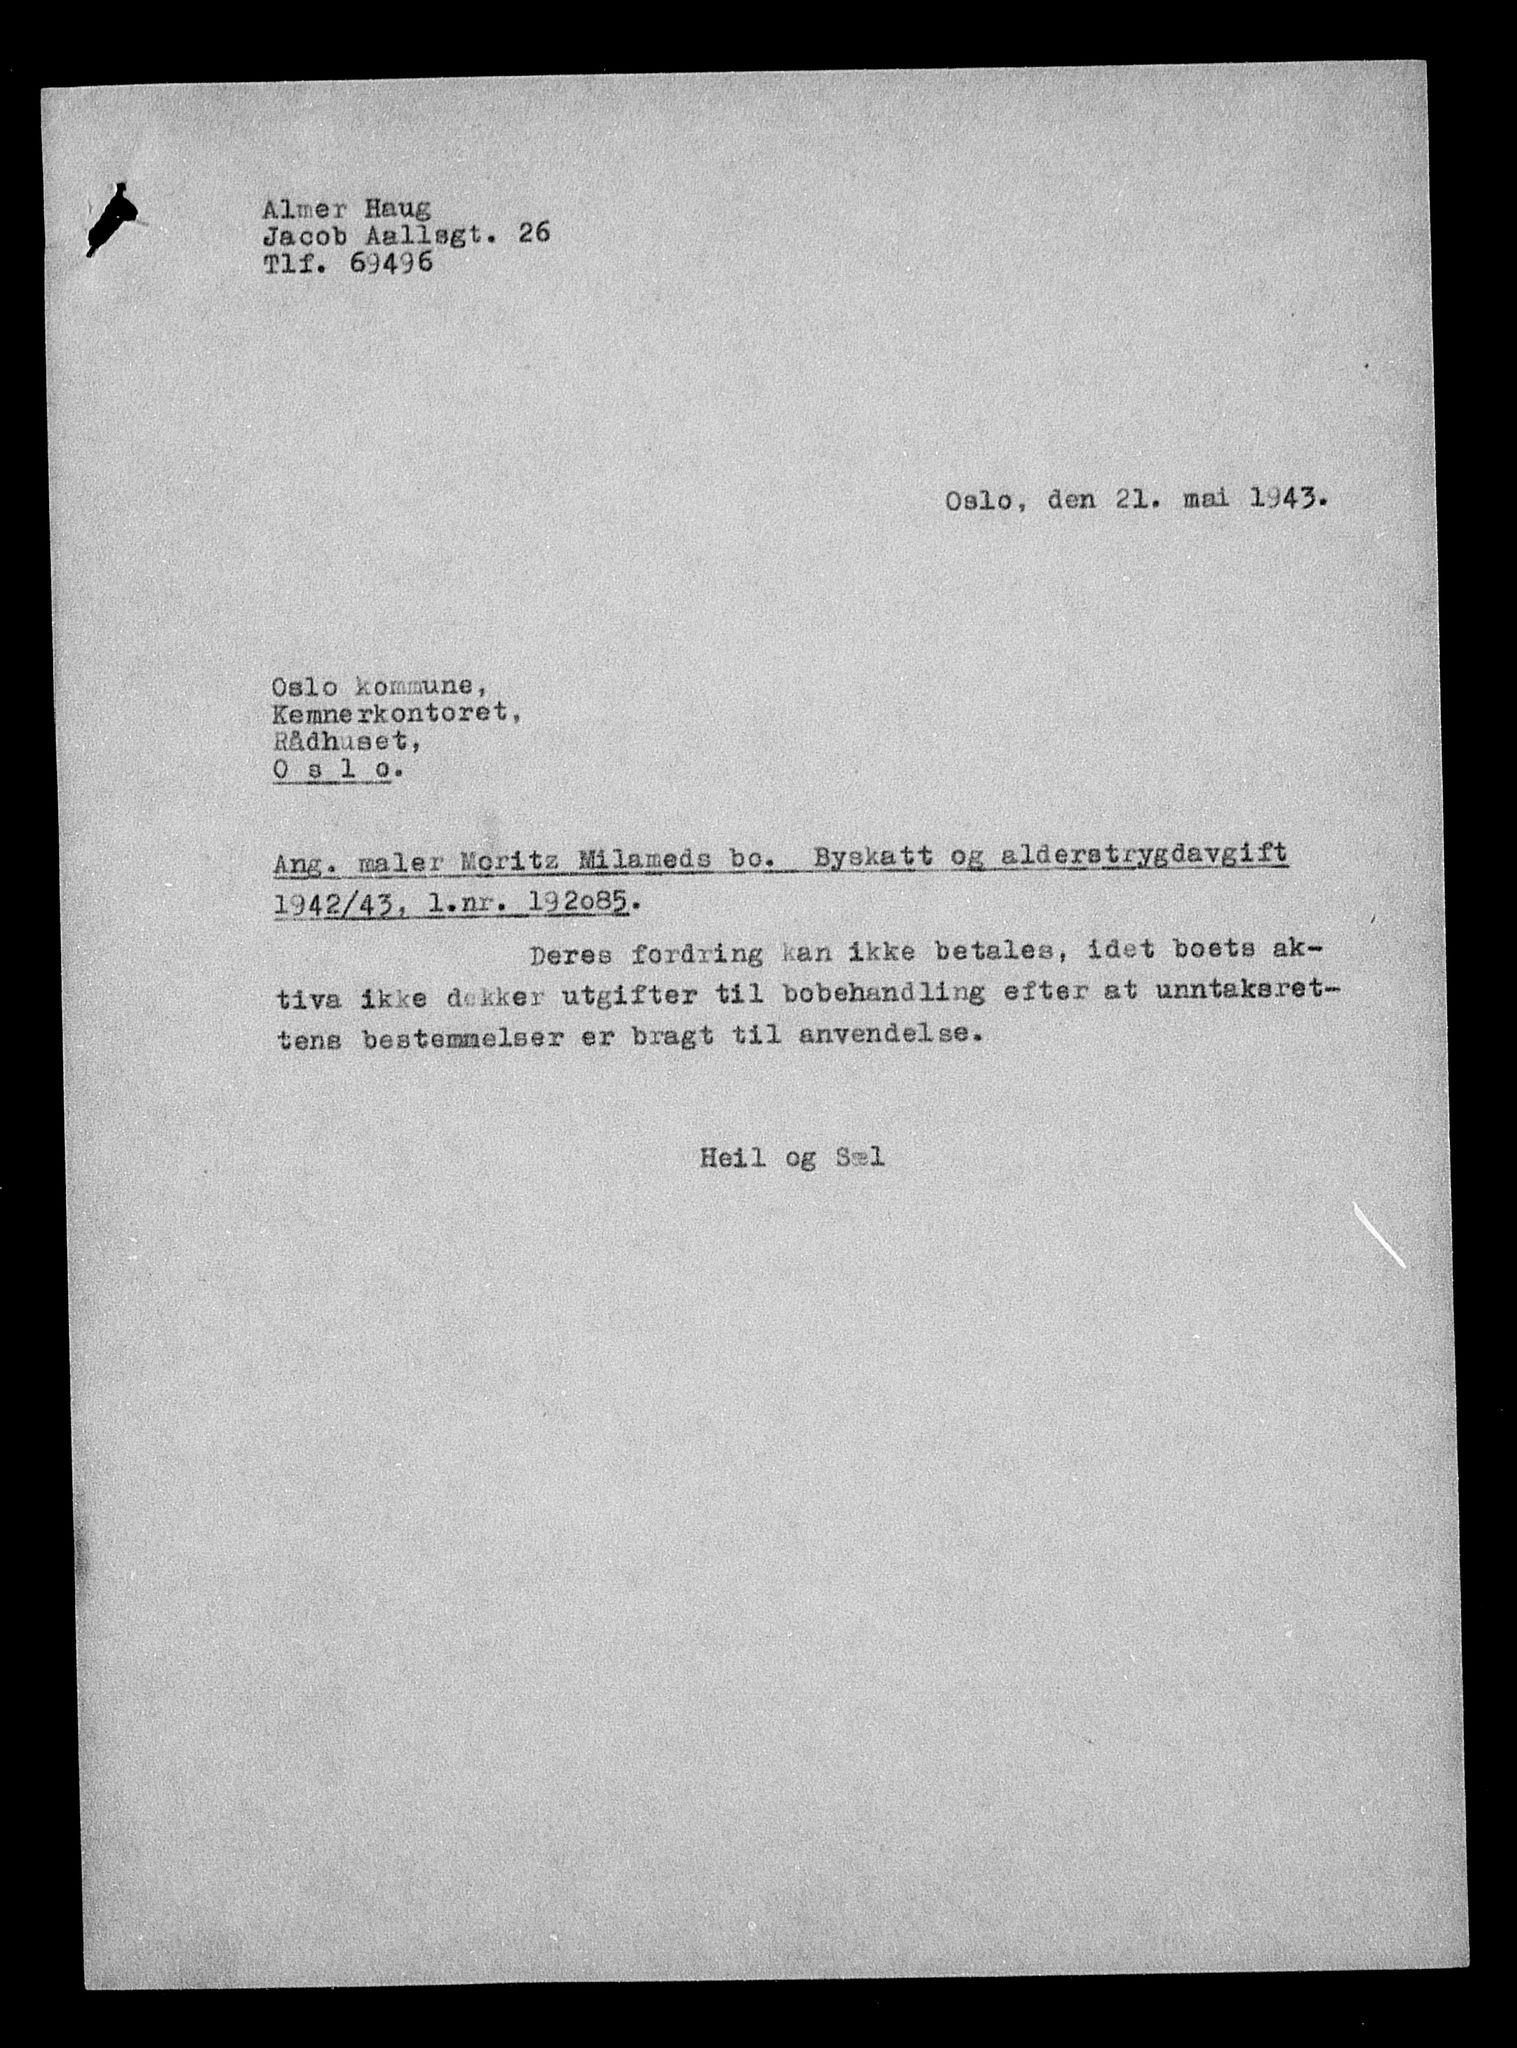 Almer Haug
Jacob Aallsgt. 26
Tlf. 69496
Oslo, den 21. mai 1943.
Oslo kommune,
Kemnerkontoret,
Rådhuset,
O s l o.
Ang. maler Moritz Milameds bo. Byskatt og alderstrygdavgift
1942/43, l.nr. 192o85.
Deres fordring kan ikke betales, idet boets ak-
tiva ikke dekker utgifter til bobehandling efter at unntaksret-
tens bestemmelser er bragt til anvendelse.
Heil og Sæl